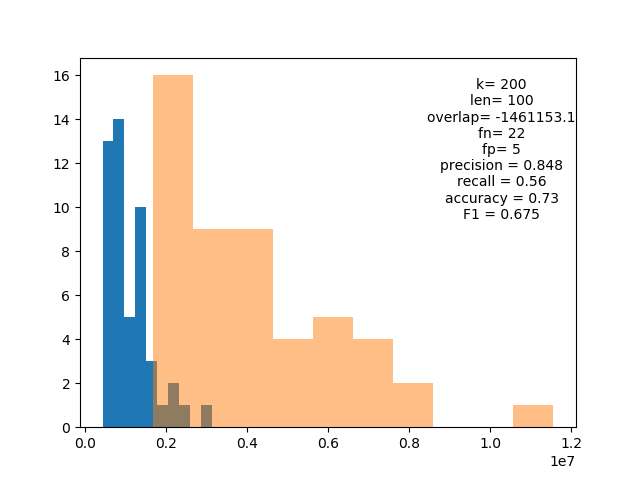 16
14
12
10
8
6
4
2
0
k= 200
len= 100
overlap= -1461153.1
fn= 22
fp= 5
precision = 0.848
recall = 0.56
accuracy = 0.73
F1 = 0.675
0.0 0.2 0.4 0.6 0.8 1.0 1.2
1e7